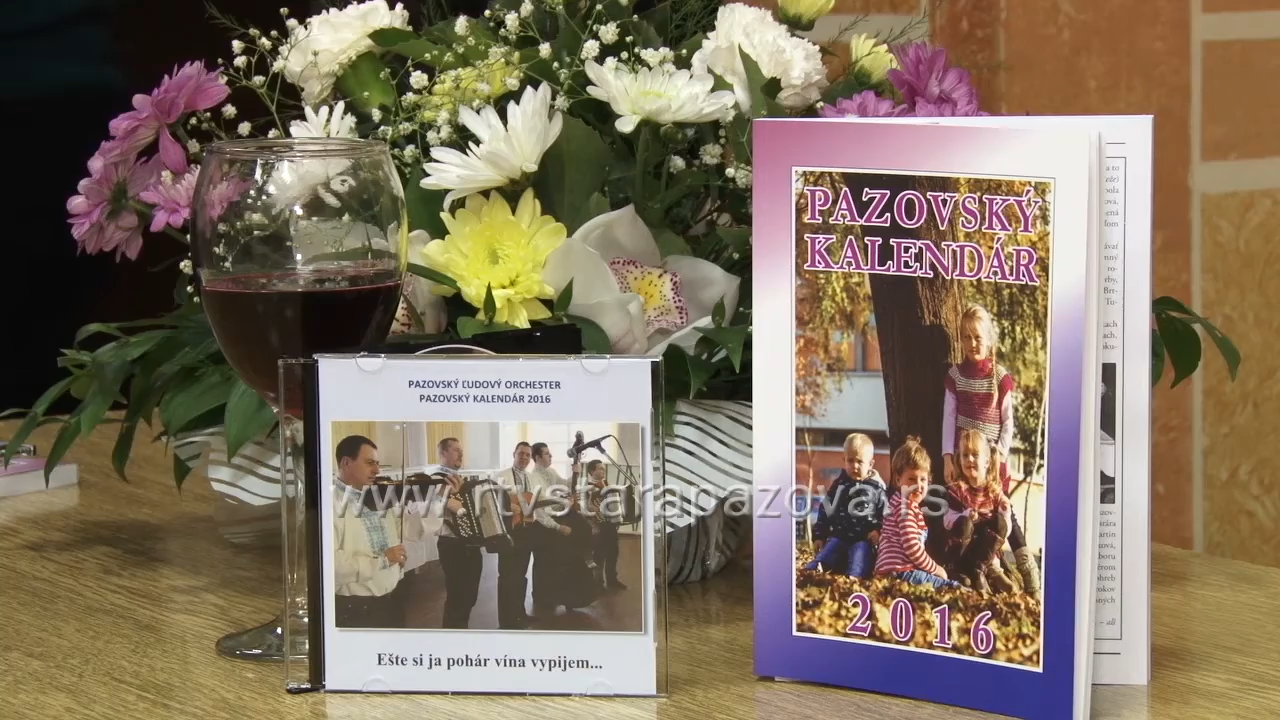 PAZOVSKÝ ĽUDOVÝ ORCHESTER
PAZOVSKÝ KALENDÁR 2016
Ešte si ja pohár vína vypijem...
PAZOVSKÝ
KALENDÁR
2016
www.rtvstarapazova.rs